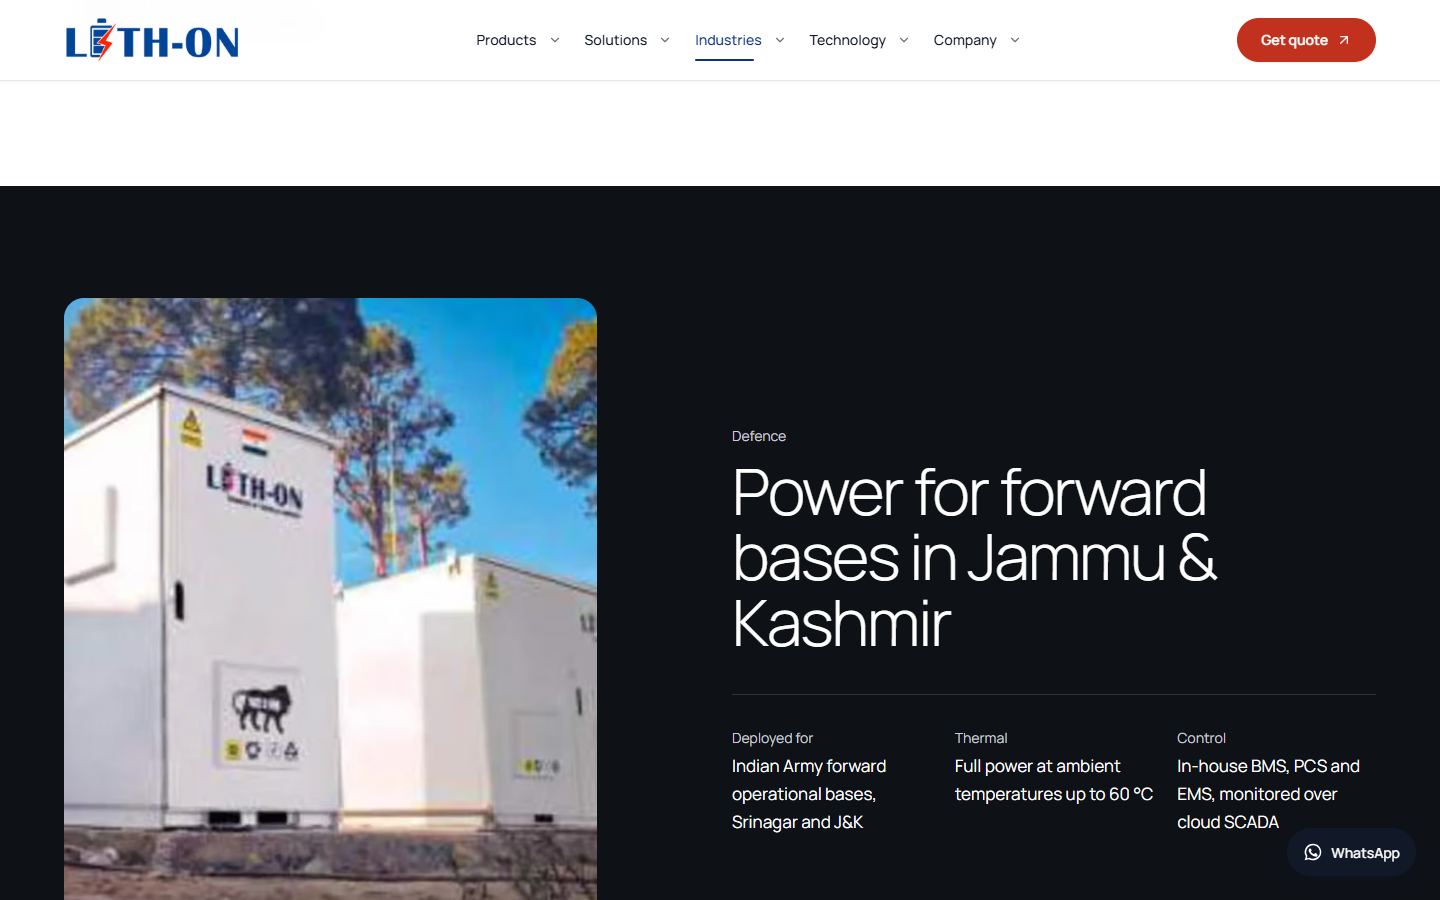 LITH-ON
Products
Solutions
Industries
Technology
Company
Get quote
LITH-ON
Defence
Power for forward
bases in Jammu &
Kashmir
Deployed for
Indian Army forward
operational bases,
Srinagar and J&K
Thermal
Full power at ambient
temperatures up to 60 °C
Control
In-house BMS, PCS and
EMS, monitored over
cloud SCADA
WhatsApp